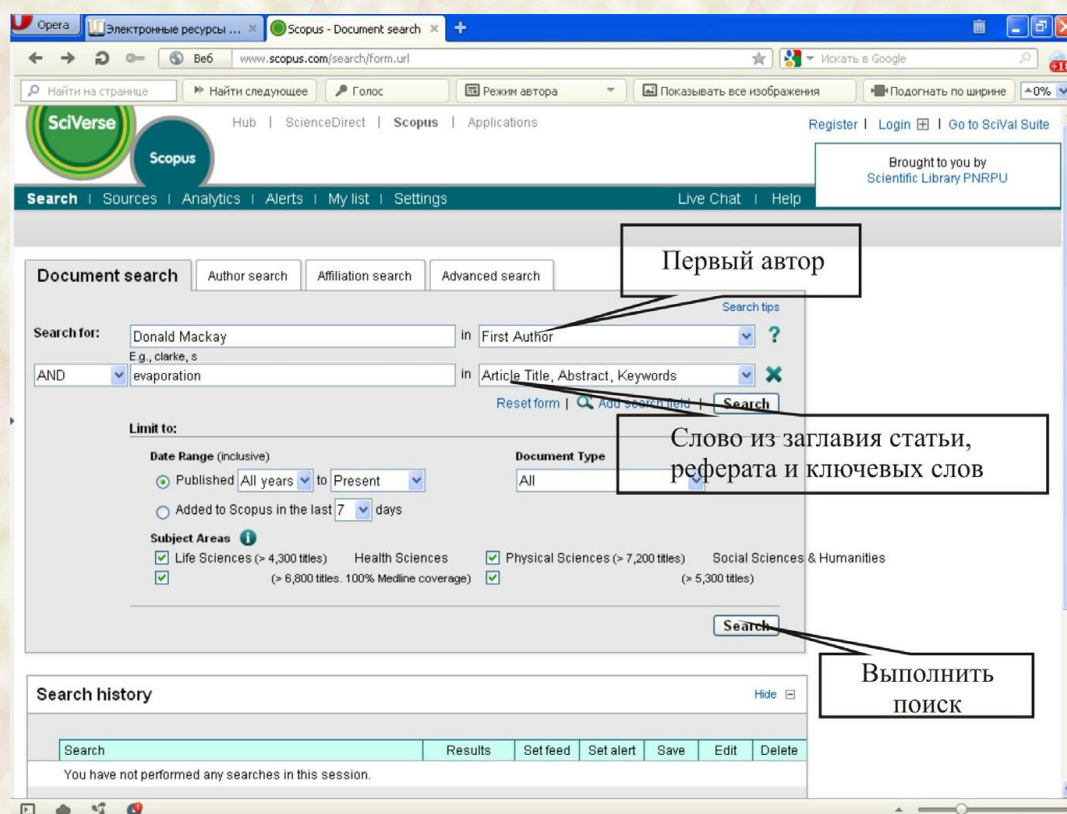 Opera Электронные ресурсы ... Scopus - Document search
Веб www.scopus.com/search/form.url Искать в Google
Найти на странице Найти следующее Голос Режим автора Показывать все изображения Подогнать по ширине 0%
SciVerse Hub | ScienceDirect | Scopus | Applications Register | Login | Go to SciVal Suite
Scopus
Brought to you by
Scientific Library PNRPU
Search | Sources | Analytics | Alerts | My list | Settings Live Chat | Help
Первый автор
Document search Author search Affiliation search Advanced search
Search tips
Search for: Donald Mackay in First Author ?
E.g., clarke, s
AND evaporation in Article Title, Abstract, Keywords
Reset form | Add search field | Search
Слово из заглавия статьи,
реферата и ключевых слов
Limit to:
Date Range (inclusive) Document Type
Published All years to Present All
Added to Scopus in the last 7 days
Subject Areas
Life Sciences (> 4,300 titles) Health Sciences Physical Sciences (> 7,200 titles) Social Sciences & Humanities
(> 6,800 titles. 100% Medline coverage) (> 5,300 titles)
Search
Выполнить
поиск
Search history Hide
Search Results Set feed Set alert Save Edit Delete
You have not performed any searches in this session.